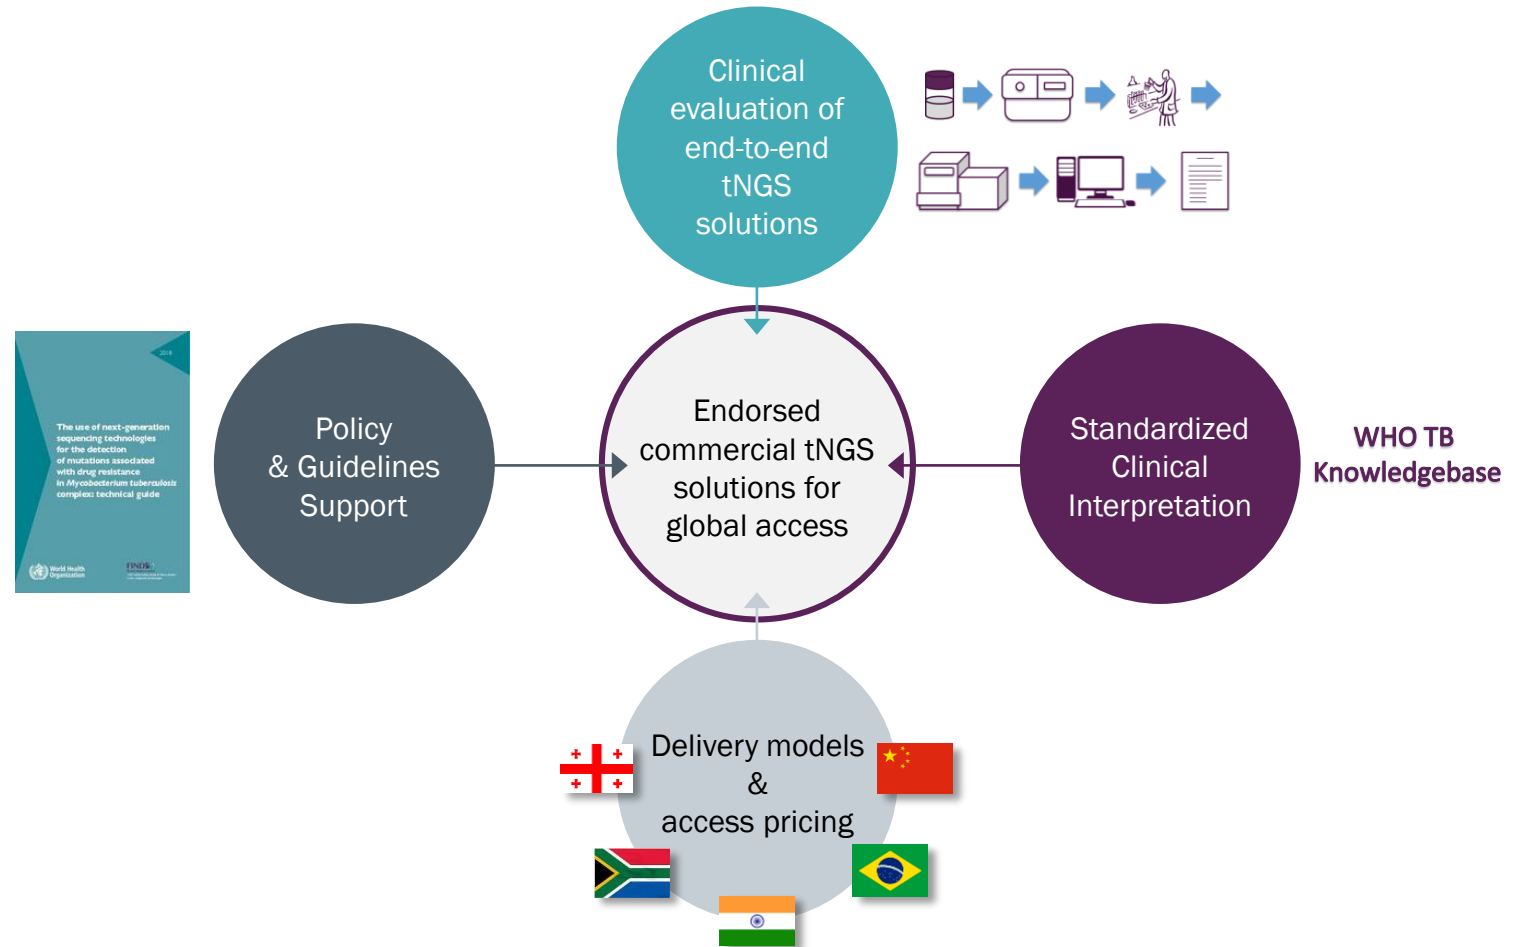 Clinical
evaluation of
end-to-end
tNGS
solutions
2018
The use of next-generation
sequencing technologies
for the detection
of mutations associated
with drug resistance
in Mycobacterium tuberculosis
complex: technical guide
World Health
Organization
FIND
Policy
& Guidelines
Support
Endorsed
commercial tNGS
solutions for
global access
Standardized
Clinical
Interpretation
WHO TB
Knowledgebase
Delivery models
&
access pricing